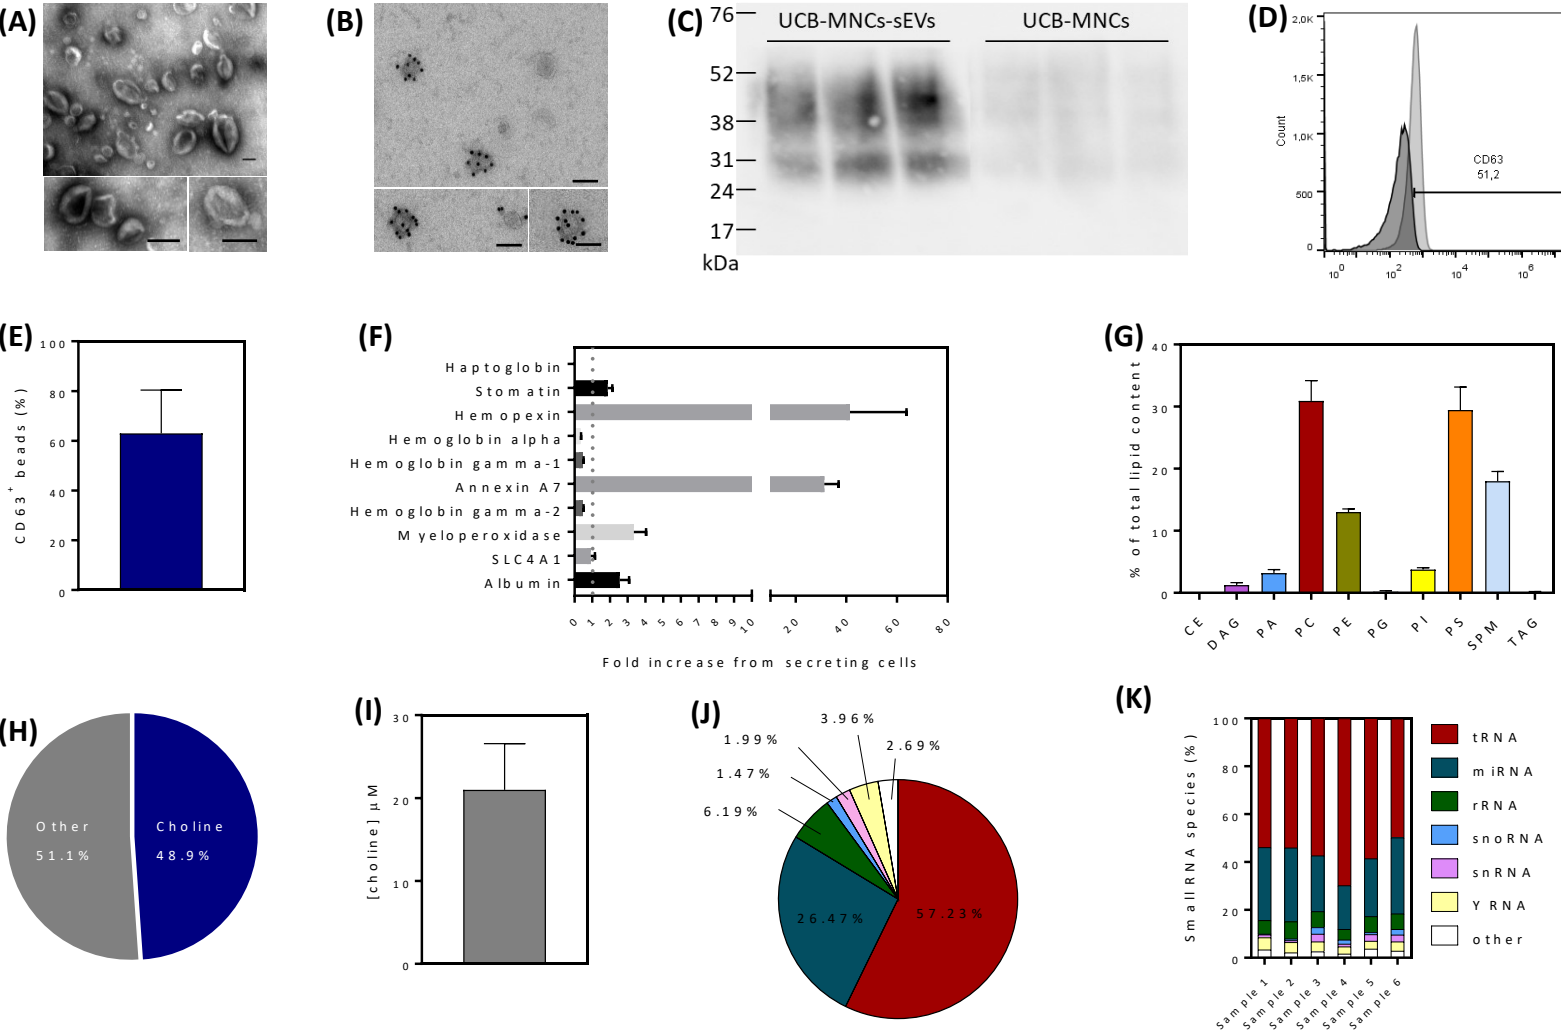 (A)
(B)
(C)
76
UCB-MNCs-sEVs
UCB-MNCs
52
38
31
24
17
kDa
(D)
2,0K
1,5K
1,0K
500
0
Count
CD63
51,2
10^0
10^2
10^4
10^6
(E)
100
80
60
40
20
0
CD63+ beads (%)
(F)
Haptoglobin
Stomatin
Hemopexin
Hemoglobin alpha
Hemoglobin gamma-1
Annexin A7
Hemoglobin gamma-2
Myeloperoxidase
SLC4A1
Albumin
0 1 2 3 4 5 6 7 8 9 10 20 40 60 80
Fold increase from secreting cells
(G)
40
30
20
10
0
% of total lipid content
CE DAG PA PC PE PG PI PS SPM TAG
(H)
Other
51.1%
Choline
48.9%
(I)
30
20
10
0
[choline] µM
(J)
3.96%
1.99%
2.69%
1.47%
6.19%
26.47%
57.23%
(K)
100
80
60
40
20
0
Small RNA species (%)
Sample 1 Sample 2 Sample 3 Sample 4 Sample 5 Sample 6
tRNA
miRNA
rRNA
snoRNA
snRNA
Y RNA
other